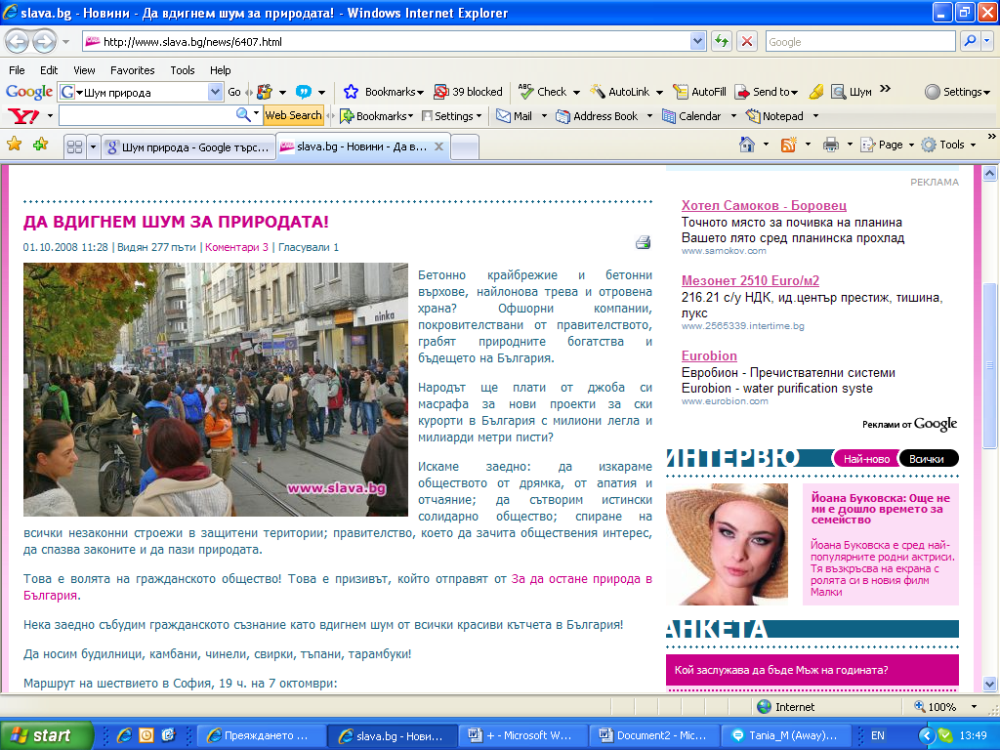 slava.bg - Новини - Да вдигнем шум за природата! - Windows Internet Explorer
http://www.slava.bg/news/6407.html
Google
File Edit View Favorites Tools Help
Google G Шум природа Go Bookmarks 39 blocked ABC Check AutoLink AutoFill Send to Шум Settings
Y! Web Search Bookmarks Settings Mail Address Book Calendar Notepad
Шум природа - Google търс... slava.bg - Новини - Да в... Page Tools
РЕКЛАМА
ДА ВДИГНЕМ ШУМ ЗА ПРИРОДАТА!
01.10.2008 11:28 | Видян 277 пъти | Коментари 3 | Гласували 1
ninka
www.slava.bg
Бетонно крайбрежие и бетонни
върхове, найлонова трева и отровена
храна? Офшорни компании,
покровителствани от правителството,
грабят природните богатства и
бъдещето на България.
Народът ще плати от джоба си
масрафа за нови проекти за ски
курорти в България с милиони легла и
милиарди метри писти?
Искаме заедно: да изкараме
обществото от дрямка, от апатия и
отчаяние; да сътворим истински
солидарно общество; спиране на
всички незаконни строежи в защитени територии; правителство, което да зачита обществения интерес,
да спазва законите и да пази природата.
Това е волята на гражданското общество! Това е призивът, който отправят от За да остане природа в
България.
Нека заедно събудим гражданското съзнание като вдигнем шум от всички красиви кътчета в България!
Да носим будилници, камбани, чинели, свирки, тъпани, тарамбуки!
Маршрут на шествието в София, 19 ч. на 7 октомври:
Хотел Самоков - Боровец
Точното място за почивка на планина
Вашето лято сред планинска прохлад
www.samokov.com
Мезонет 2510 Euro/м2
216.21 с/у НДК, ид.център престиж, тишина,
лукс
www.2565339.intertime.bg
Eurobion
Евробион - Пречиствателни системи
Eurobion - water purification syste
www.eurobion.com
Реклами от Google
ИНТЕРВЮ Най-ново Всички
Йоана Буковска: Още не
ми е дошло времето за
семейство
Йоана Буковска е сред най-
популярните родни актриси.
Тя възкръсва на екрана с
ролята си в новия филм
Малки
АНКЕТА
Кой заслужава да бъде Мъж на годината?
Internet 100%
start Преяждането ... slava.bg - Нови... + - Microsoft W... Document2 - Mic... Tania_M (Away)... EN 13:49